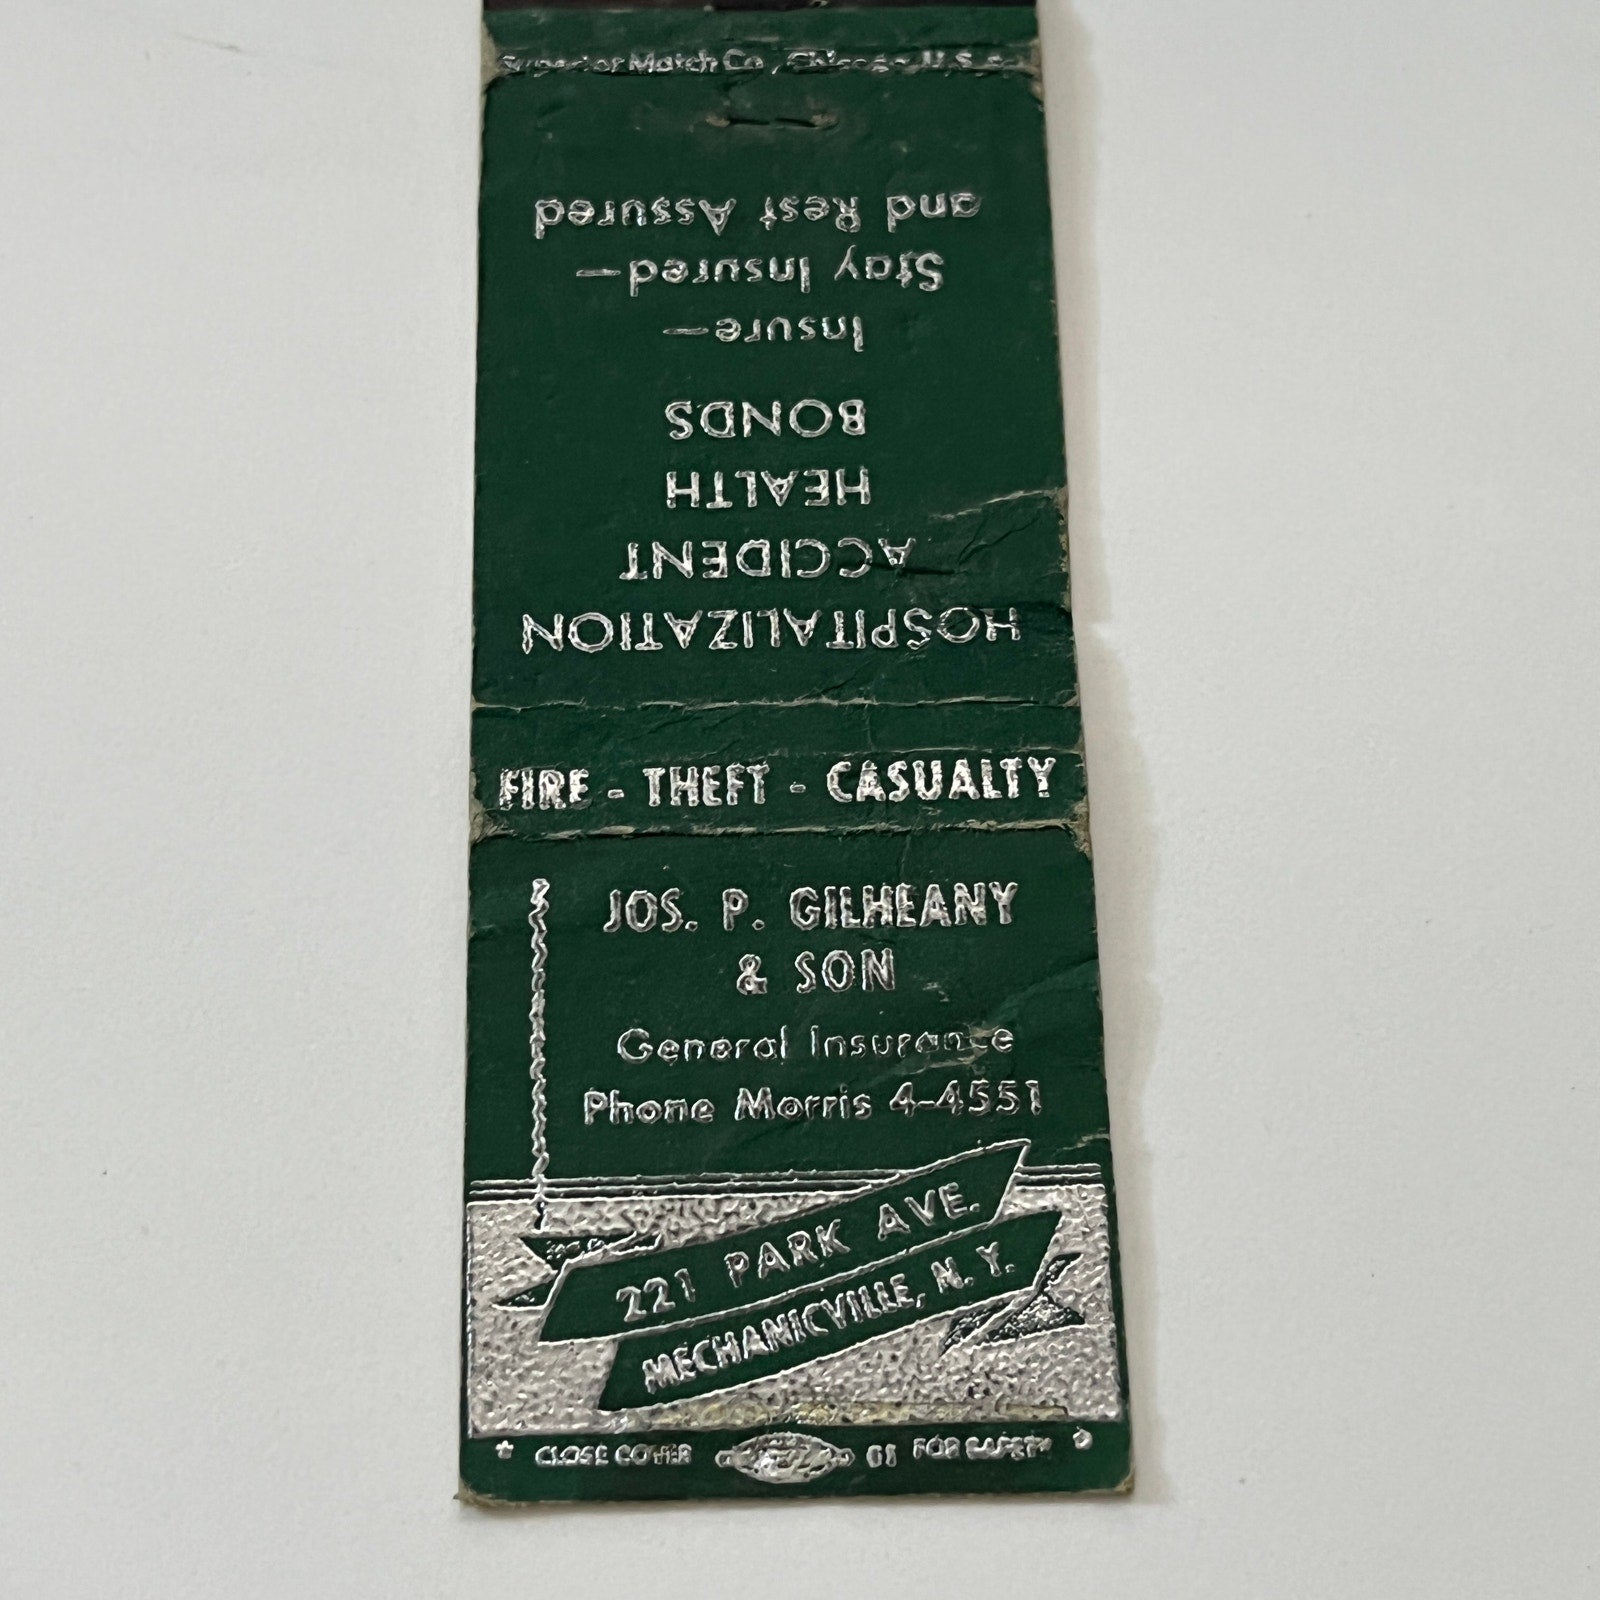 Superior Match Co., Chicago, U.S.A.
HOSPITALIZATION
ACCIDENT
HEALTH
BONDS
Insure—
Stay Insured—
and Rest Assured
FIRE - THEFT - CASUALTY
JOS. P. GILHEANY
& SON
General Insurance
Phone Morris 4-4551
221 PARK AVE.
MECHANICVILLE, N. Y.
CLOSE COVER FOR SAFETY